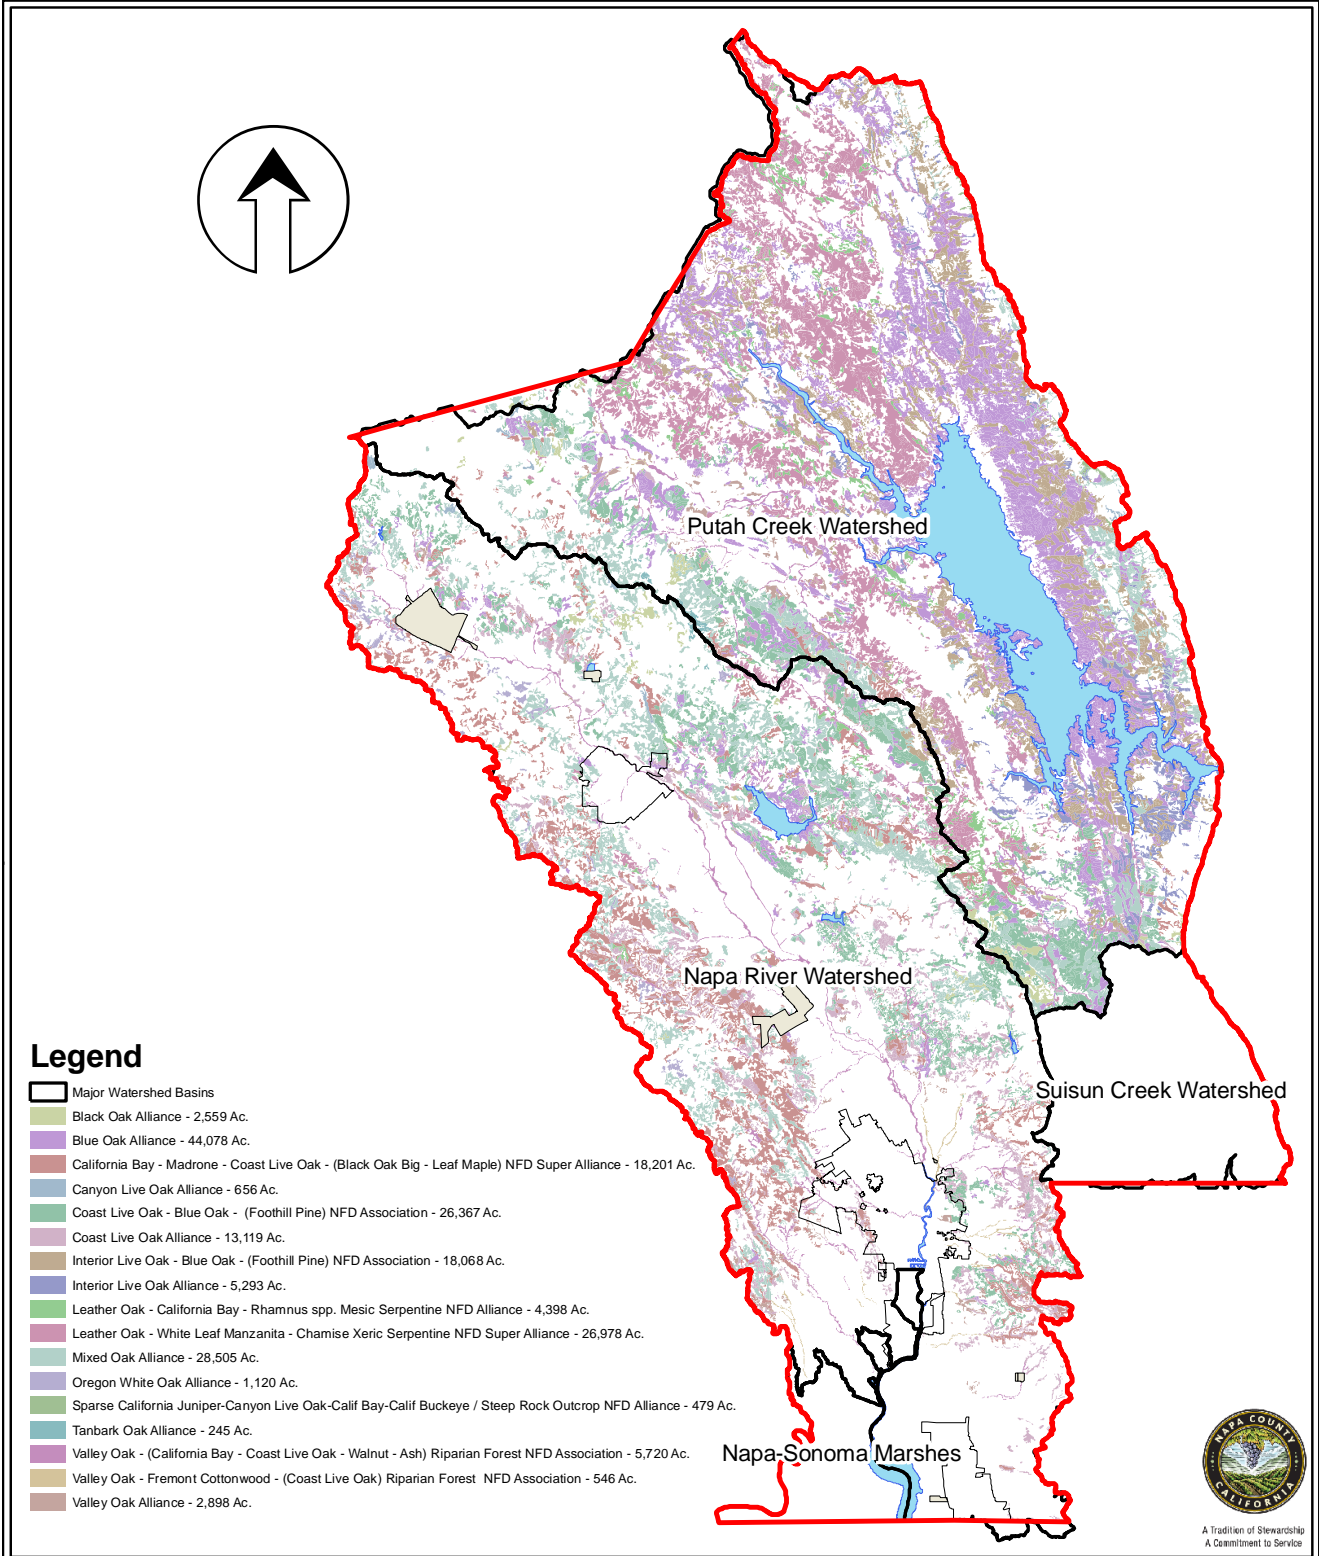 Putah Creek Watershed
Napa River Watershed
Suisun Creek Watershed
Napa-Sonoma Marshes
Legend
Major Watershed Basins
Black Oak Alliance - 2,559 Ac.
Blue Oak Alliance - 44,078 Ac.
California Bay - Madrone - Coast Live Oak - (Black Oak Big - Leaf Maple) NFD Super Alliance - 18,201 Ac.
Canyon Live Oak Alliance - 656 Ac.
Coast Live Oak - Blue Oak - (Foothill Pine) NFD Association - 26,367 Ac.
Coast Live Oak Alliance - 13,119 Ac.
Interior Live Oak - Blue Oak - (Foothill Pine) NFD Association - 18,068 Ac.
Interior Live Oak Alliance - 5,293 Ac.
Leather Oak - California Bay - Rhamnus spp. Mesic Serpentine NFD Alliance - 4,398 Ac.
Leather Oak - White Leaf Manzanita - Chamise Xeric Serpentine NFD Super Alliance - 26,978 Ac.
Mixed Oak Alliance - 28,505 Ac.
Oregon White Oak Alliance - 1,120 Ac.
Sparse California Juniper-Canyon Live Oak-Calif Bay-Calif Buckeye / Steep Rock Outcrop NFD Alliance - 479 Ac.
Tanbark Oak Alliance - 245 Ac.
Valley Oak - (California Bay - Coast Live Oak - Walnut - Ash) Riparian Forest NFD Association - 5,720 Ac.
Valley Oak - Fremont Cottonwood - (Coast Live Oak) Riparian Forest NFD Association - 546 Ac.
Valley Oak Alliance - 2,898 Ac.
NAPA COUNTY
CALIFORNIA
A Tradition of Stewardship
A Commitment to Service